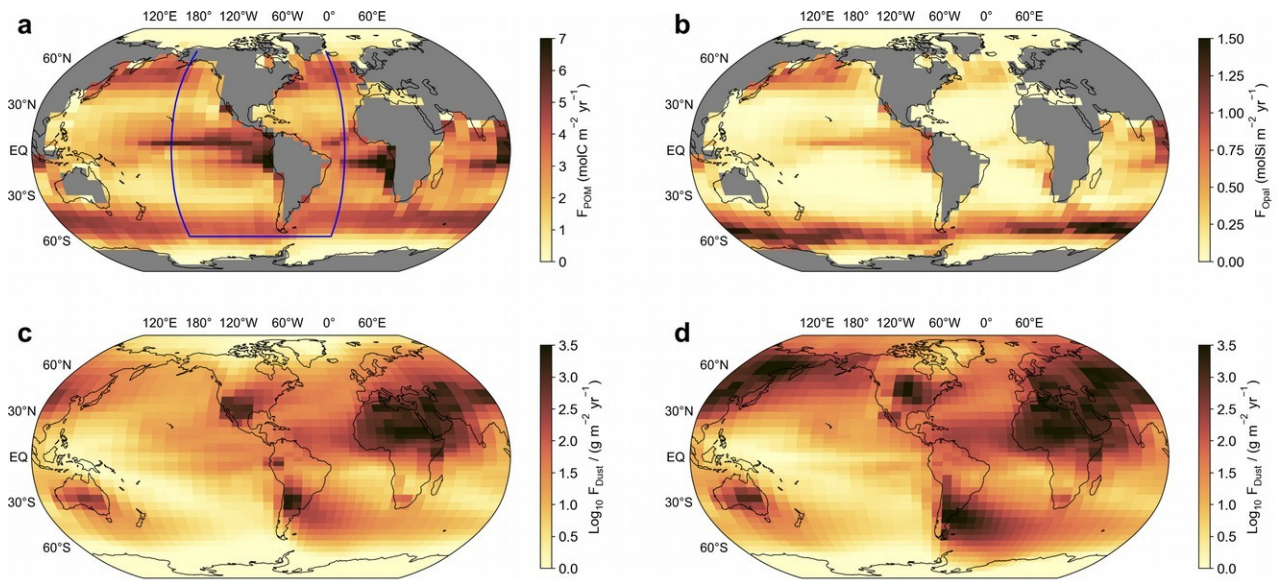 a
120°E 180° 120°W 60°W 0° 60°E
60°N
30°N
EQ
30°S
60°S
7
6
5
4
3
2
1
0
F_POM (molC m⁻² yr⁻¹)
b
120°E 180° 120°W 60°W 0° 60°E
60°N
30°N
EQ
30°S
60°S
1.50
1.25
1.00
0.75
0.50
0.25
0.00
F_Opal (molSi m⁻² yr⁻¹)
c
120°E 180° 120°W 60°W 0° 60°E
60°N
30°N
EQ
30°S
60°S
3.5
3.0
2.5
2.0
1.5
1.0
0.5
0.0
Log₁₀ F_Dust / (g m⁻² yr⁻¹)
d
120°E 180° 120°W 60°W 0° 60°E
60°N
30°N
EQ
30°S
60°S
3.5
3.0
2.5
2.0
1.5
1.0
0.5
0.0
Log₁₀ F_Dust / (g m⁻² yr⁻¹)